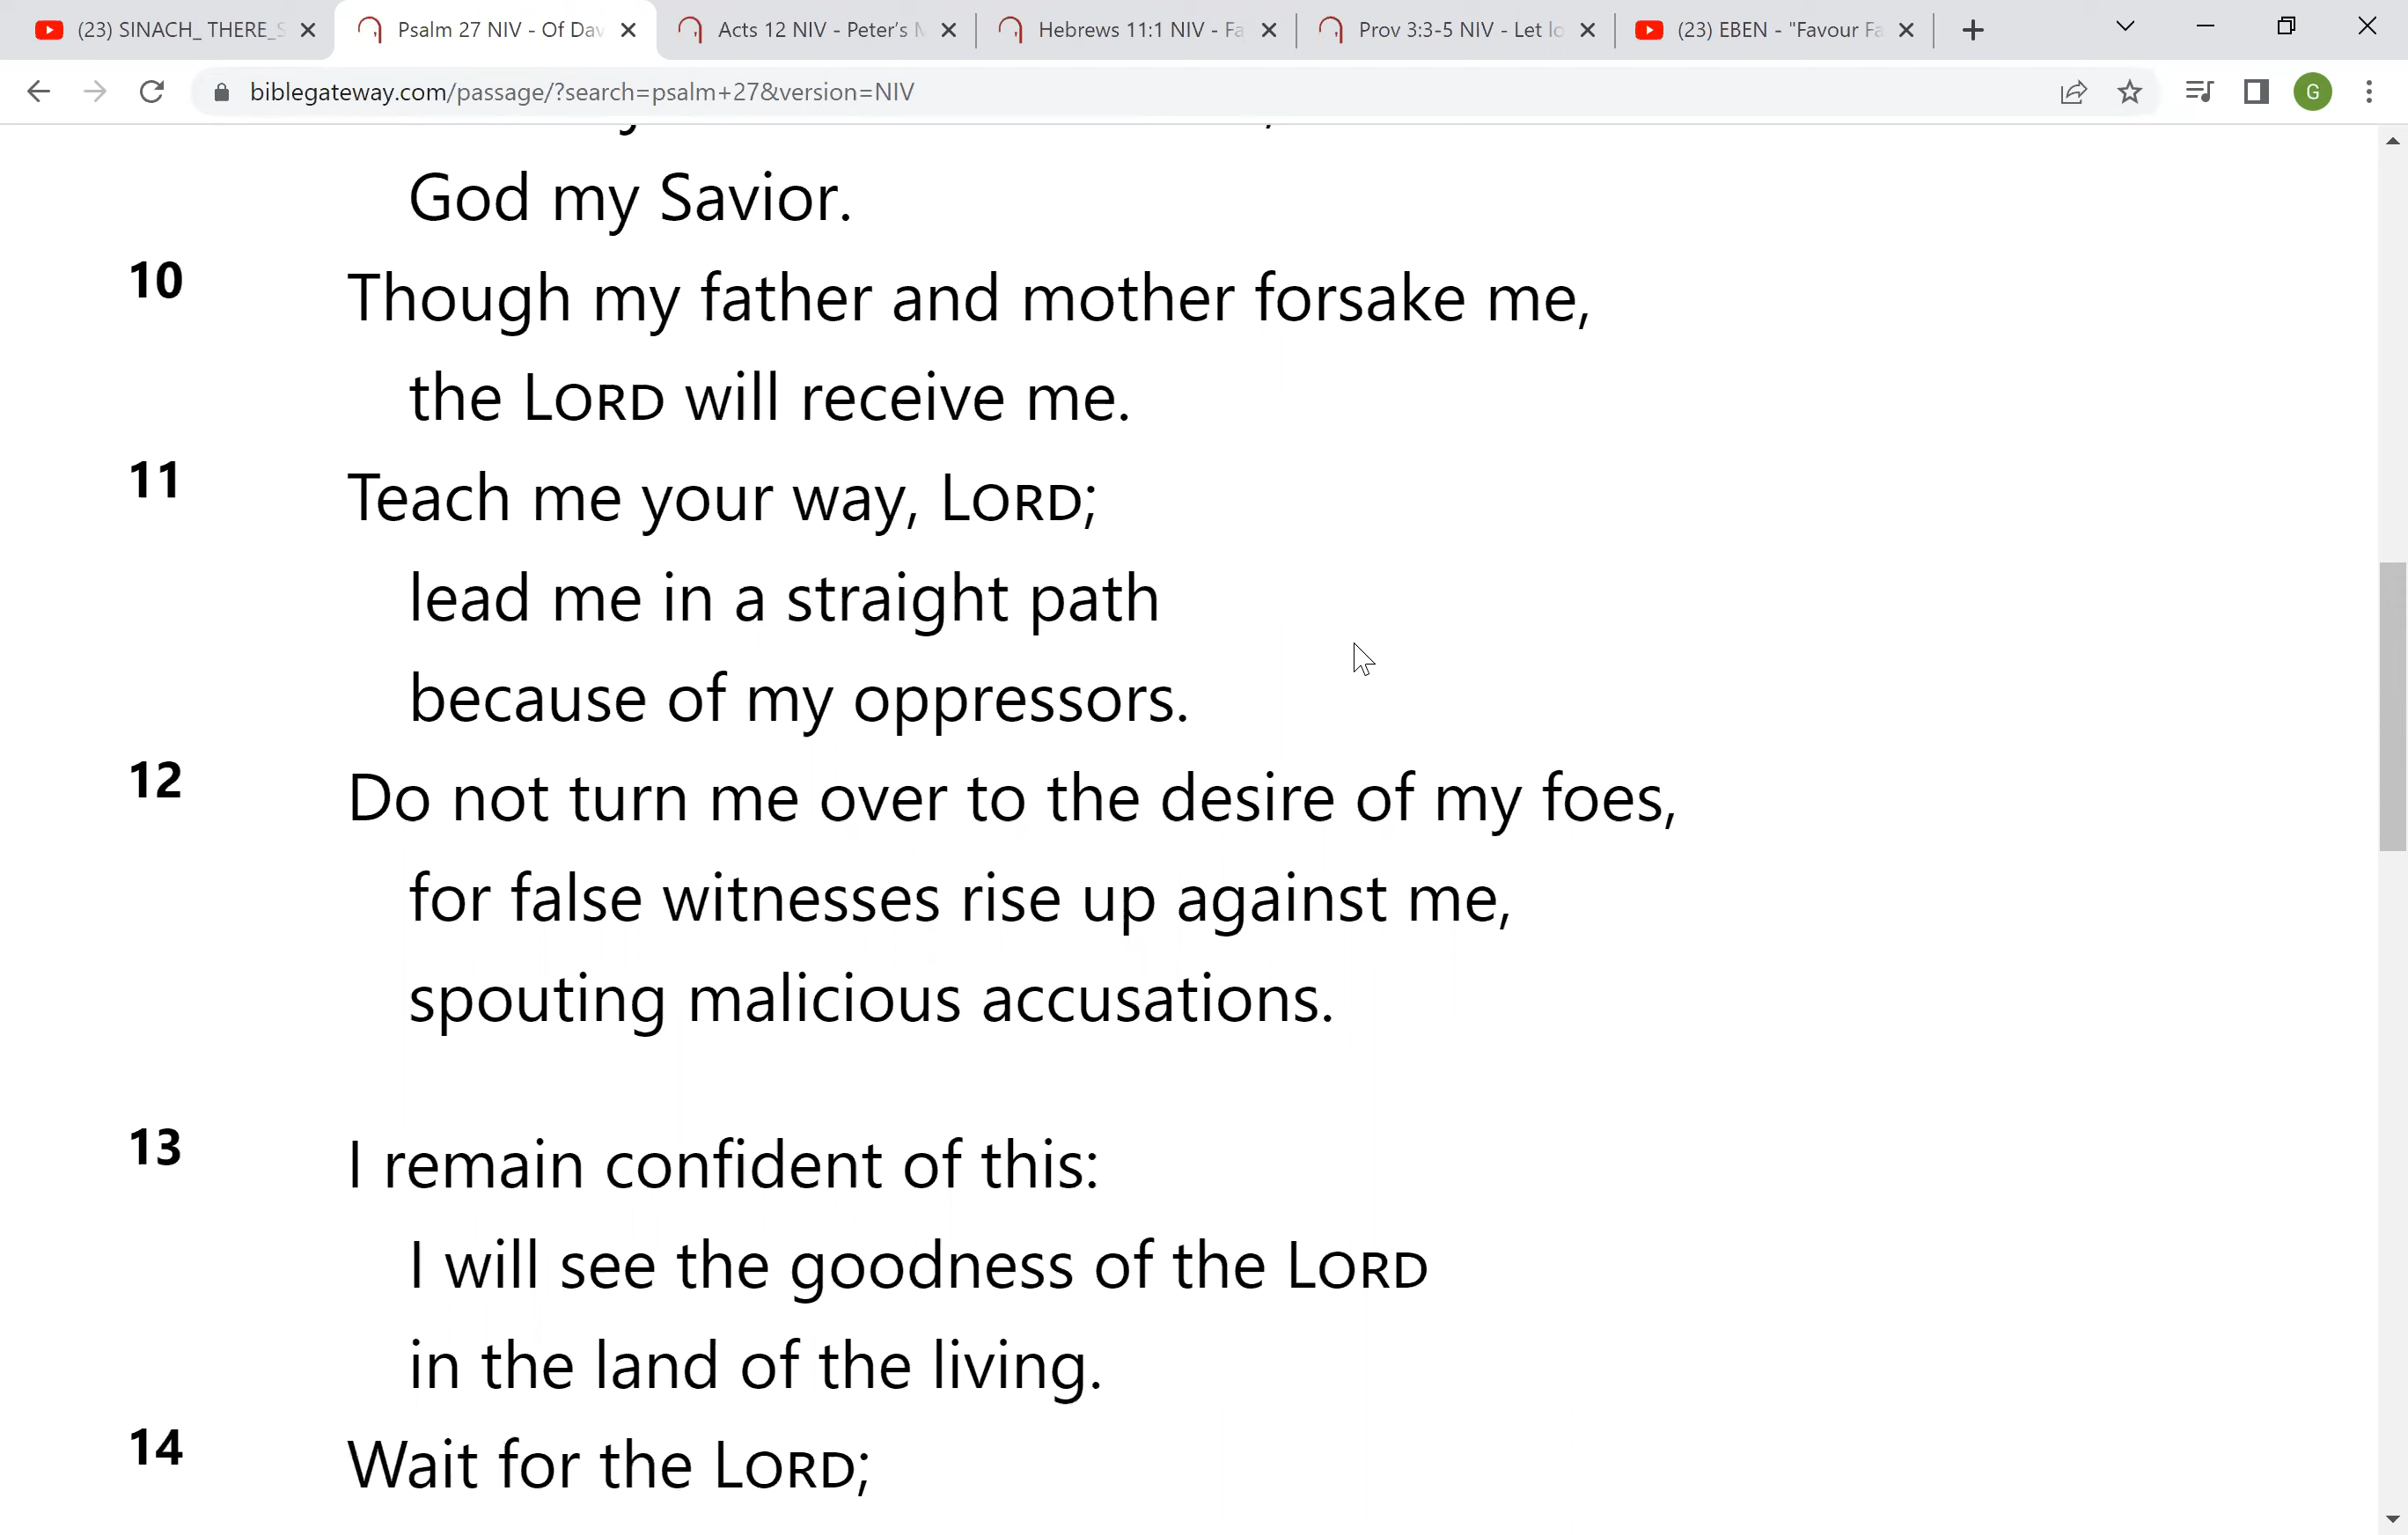 (23) SINACH_ THERE_S
Psalm 27 NIV - Of Dav
Acts 12 NIV - Peter's
Hebrews 11:1 NIV - Fa
Prov 3:3-5 NIV - Let lo
(23) EBEN - "Favour Fa
biblegateway.com/passage/?search=psalm+27&version=NIV
G
God my Savior.
10 Though my father and mother forsake me,
the LORD will receive me.
11 Teach me your way, LORD;
lead me in a straight path
because of my oppressors.
12 Do not turn me over to the desire of my foes,
for false witnesses rise up against me,
spouting malicious accusations.
13 I remain confident of this:
I will see the goodness of the LORD
in the land of the living.
14 Wait for the LORD;